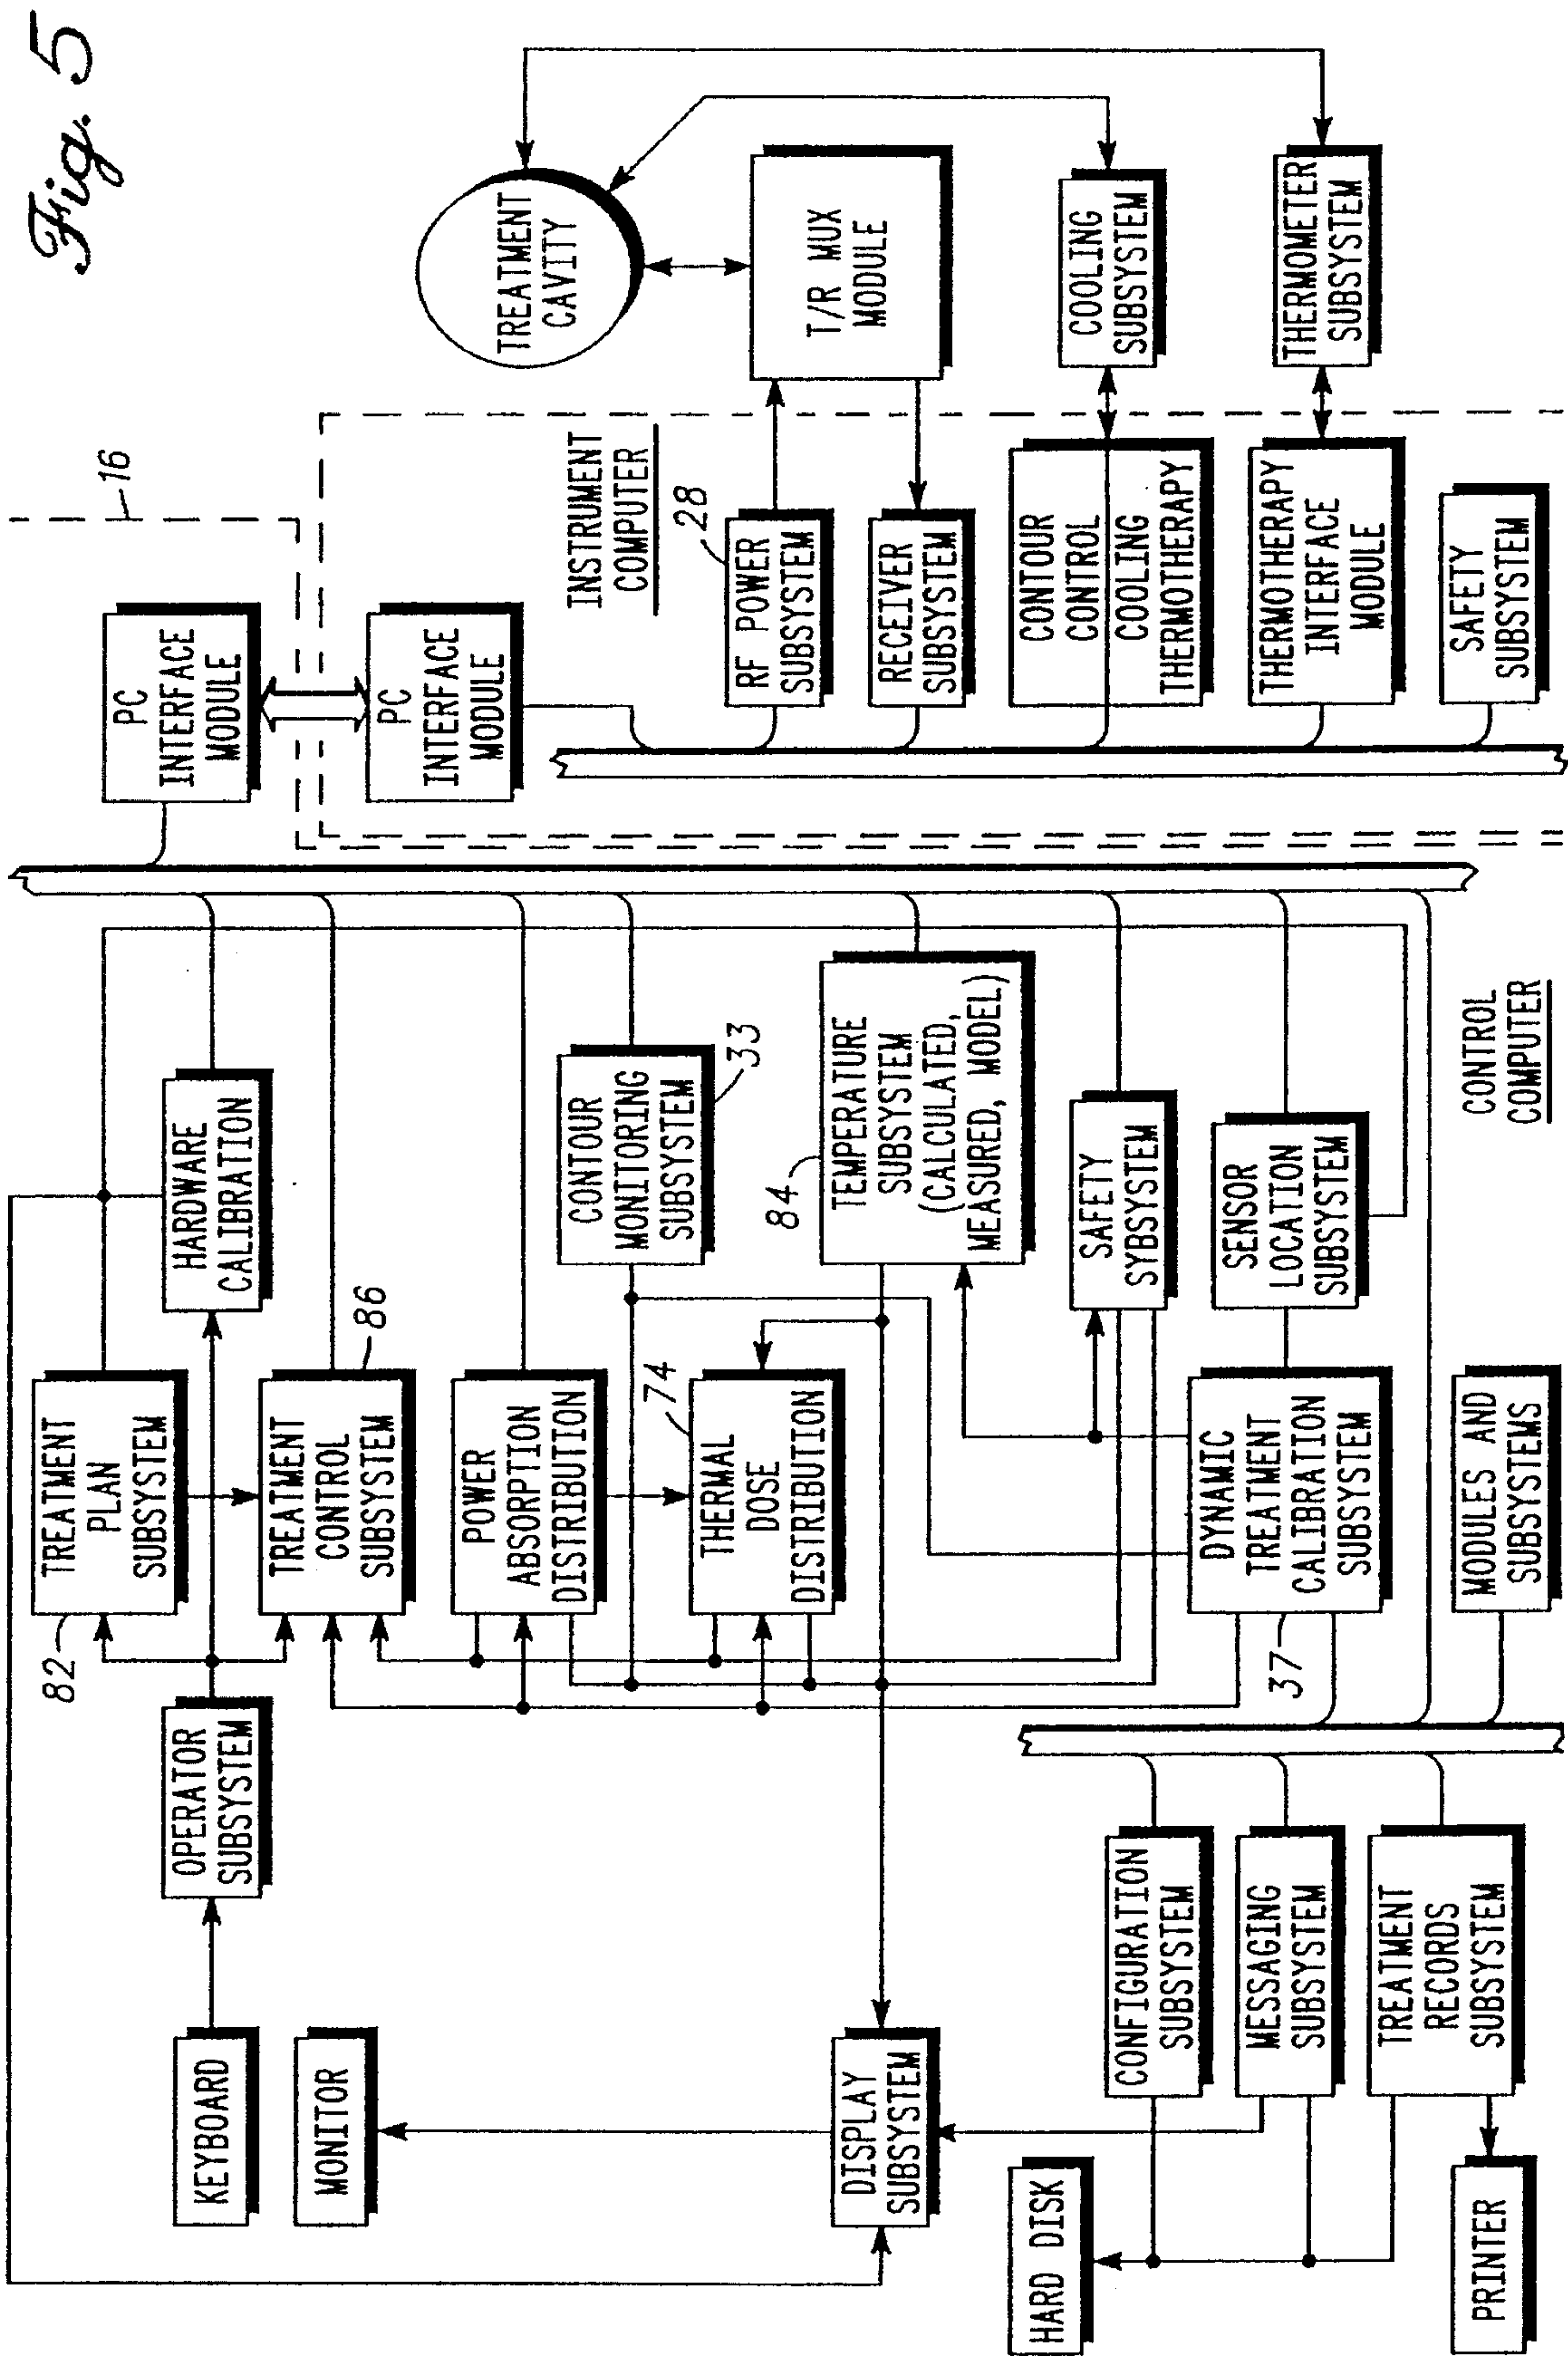 Fig. 5
KEYBOARD
MONITOR
OPERATOR
SUBSYSTEM
82
TREATMENT
PLAN
SUBSYSTEM
HARDWARE
CALIBRATION
TREATMENT
CONTROL
SUBSYSTEM
86
POWER
ABSORPTION
DISTRIBUTION
CONTOUR
MONITORING
SUBSYSTEM
33
THERMAL
DOSE
DISTRIBUTION
74
84
TEMPERATURE
SUBSYSTEM
(CALCULATED,
MEASURED, MODEL)
DISPLAY
SUBSYSTEM
SAFETY
SYBSYSTEM
SENSOR
LOCATION
SUBSYSTEM
DYNAMIC
TREATMENT
CALIBRATION
SUBSYSTEM
37
MODULES AND
SUBSYSTEMS
CONTROL
COMPUTER
CONFIGURATION
SUBSYSTEM
MESSAGING
SUBSYSTEM
TREATMENT
RECORDS
SUBSYSTEM
HARD DISK
PRINTER
16
PC
INTERFACE
MODULE
PC
INTERFACE
MODULE
INSTRUMENT
COMPUTER
28
RF POWER
SUBSYSTEM
RECEIVER
SUBSYSTEM
CONTOUR
CONTROL
COOLING
THERMOTHERAPY
THERMOTHERAPY
INTERFACE
MODULE
SAFETY
SUBSYSTEM
TREATMENT
CAVITY
T/R MUX
MODULE
COOLING
SUBSYSTEM
THERMOMETER
SUBSYSTEM